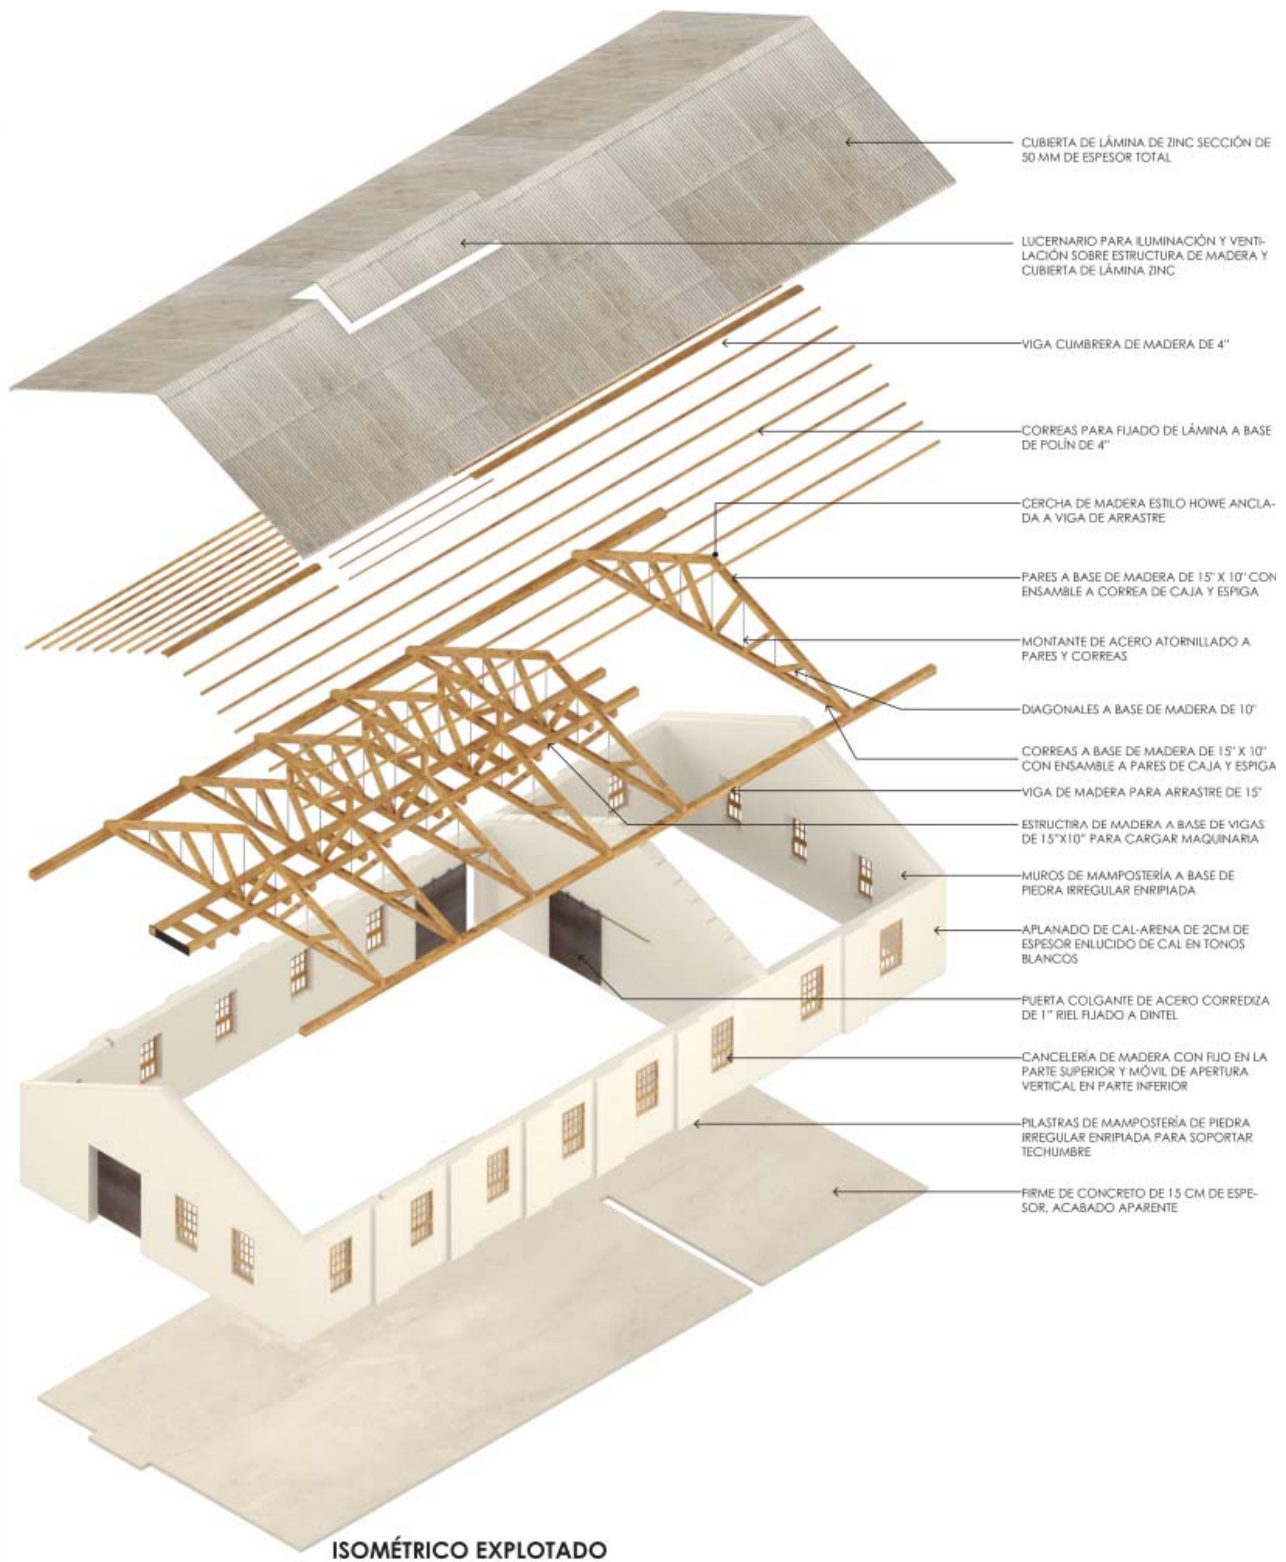 CUBIERTA DE LÁMINA DE ZINC SECCIÓN DE
50 MM DE ESPESOR TOTAL
LUCERNARIO PARA ILUMINACIÓN Y VENTI-
LACIÓN SOBRE ESTRUCTURA DE MADERA Y
CUBIERTA DE LÁMINA ZINC
VIGA CUMBRERA DE MADERA DE 4"
CORREAS PARA FIJADO DE LÁMINA A BASE
DE POLÍN DE 4"
CERCHA DE MADERA ESTILO HOWE ANCLA-
DA A VIGA DE ARRASTRE
PARES A BASE DE MADERA DE 15" X 10" CON
ENSAMBLE A CORREA DE CAJA Y ESPIGA
MONTANTE DE ACERO ATORNILLADO A
PARES Y CORREAS
DIAGONALES A BASE DE MADERA DE 10"
CORREAS A BASE DE MADERA DE 15" X 10"
CON ENSAMBLE A PARES DE CAJA Y ESPIGA
VIGA DE MADERA PARA ARRASTRE DE 15"
ESTRUCTIRA DE MADERA A BASE DE VIGAS
DE 15"X10" PARA CARGAR MAQUINARIA
MUROS DE MAMPOSTERÍA A BASE DE
PIEDRA IRREGULAR ENRIPIADA
APLANADO DE CAL-ARENA DE 2CM DE
ESPESOR ENLUCIDO DE CAL EN TONOS
BLANCOS
PUERTA COLGANTE DE ACERO CORREDIZA
DE 1" RIEL FIJADO A DINTEL
CANCELERÍA DE MADERA CON FIJO EN LA
PARTE SUPERIOR Y MÓVIL DE APERTURA
VERTICAL EN PARTE INFERIOR
PILASTRAS DE MAMPOSTERÍA DE PIEDRA
IRREGULAR ENRIPIADA PARA SOPORTAR
TECHUMBRE
FIRME DE CONCRETO DE 15 CM DE ESPE-
SOR, ACABADO APARENTE
ISOMÉTRICO EXPLOTADO